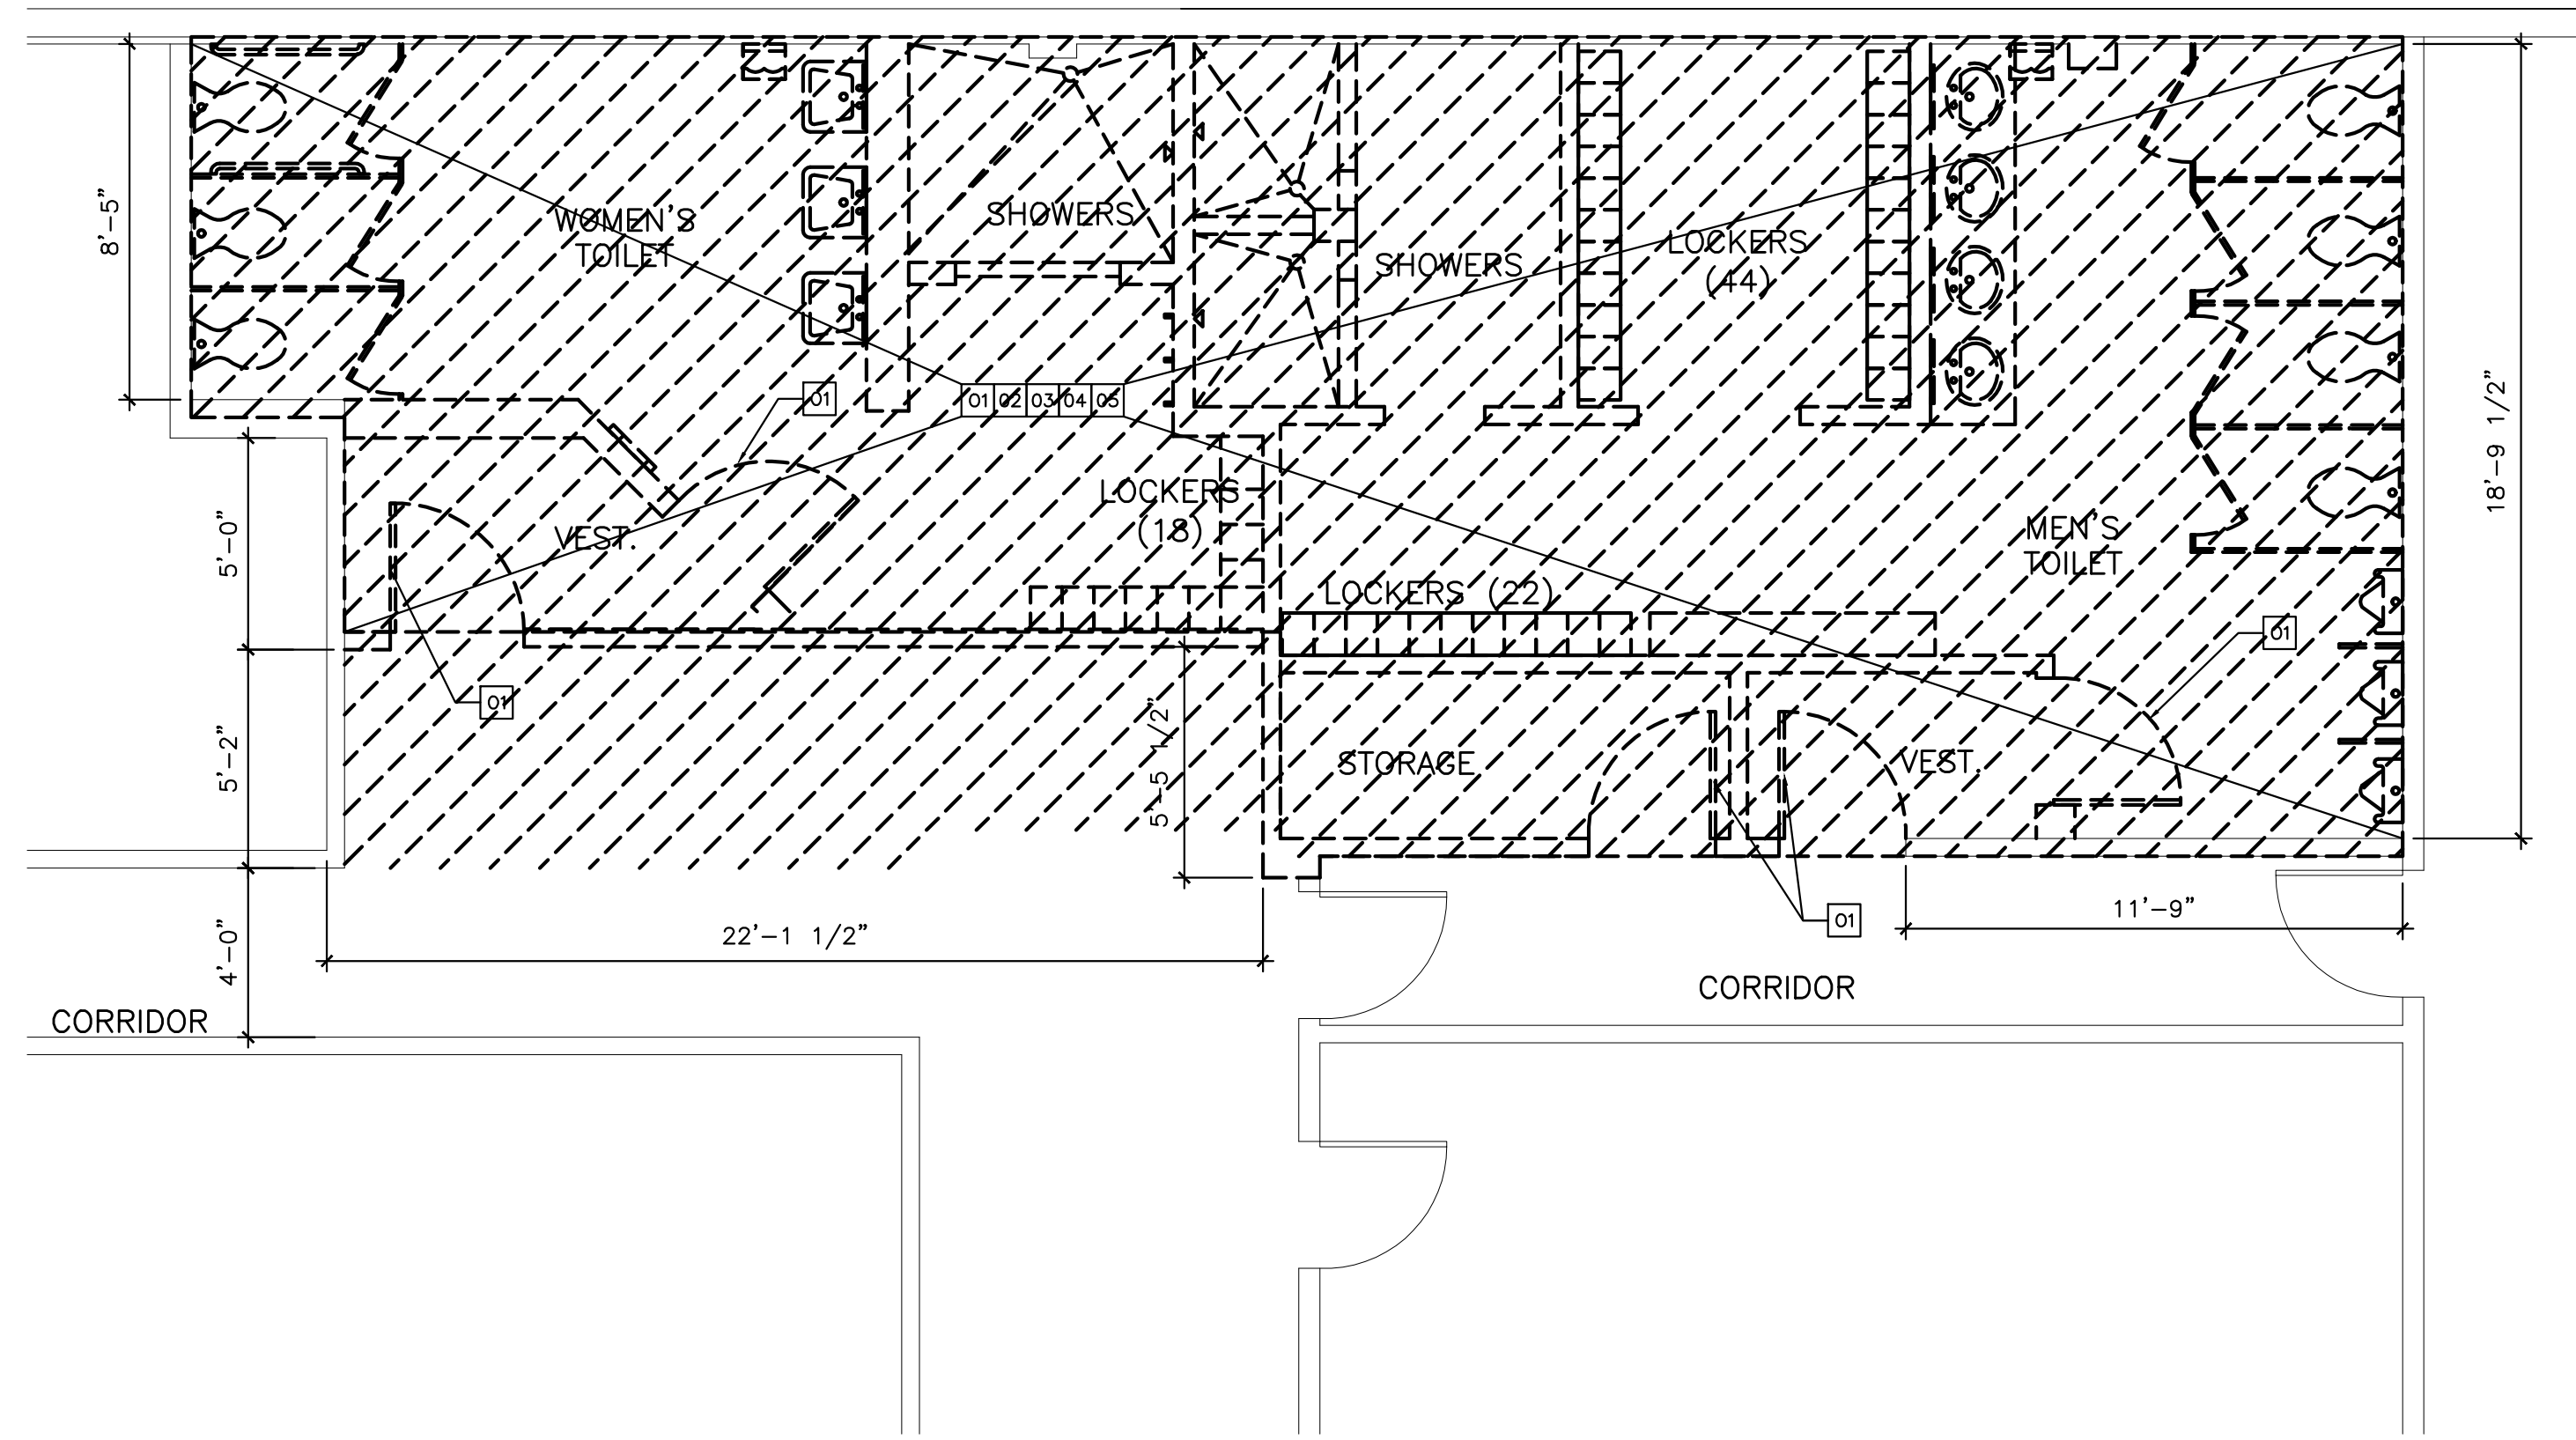 8'-5"
WOMEN'S
TOILET
SHOWERS
SHOWERS
LOCKERS
(44)
18'-9 1/2"
01
01 02 03 04 05
5'-0"
VEST.
LOCKERS
(18)
MEN'S
TOILET
LOCKERS (22)
01
01
5'-2"
5'-5 1/2"
STORAGE
VEST.
01
11'-9"
22'-1 1/2"
4'-0"
CORRIDOR
CORRIDOR